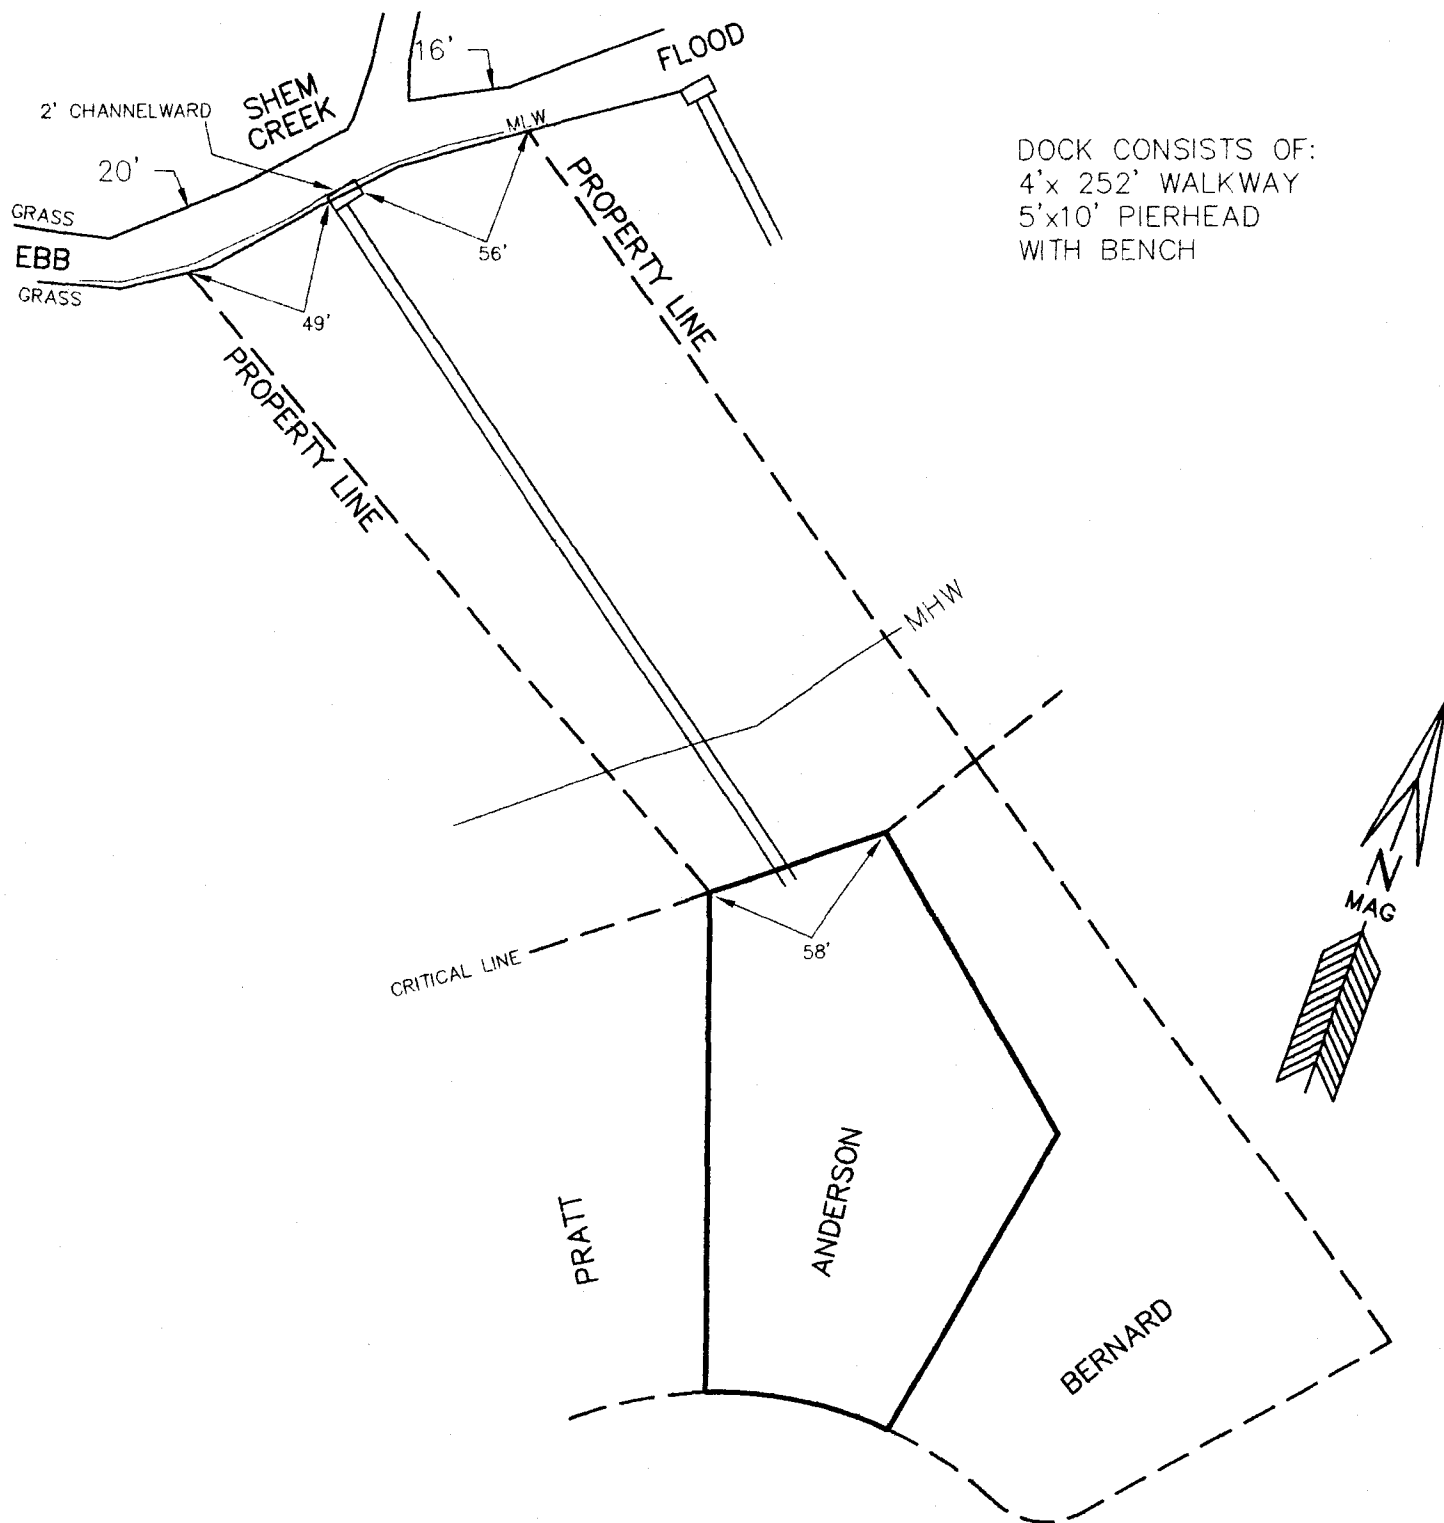 16'
FLOOD
SHEM
CREEK
2' CHANNELWARD
MLW
20'
DOCK CONSISTS OF:
4'x 252' WALKWAY
5'x10' PIERHEAD
WITH BENCH
GRASS
EBB
GRASS
56'
49'
PROPERTY LINE
PROPERTY LINE
MHW
N
MAG
58'
CRITICAL LINE
PRATT
ANDERSON
BERNARD